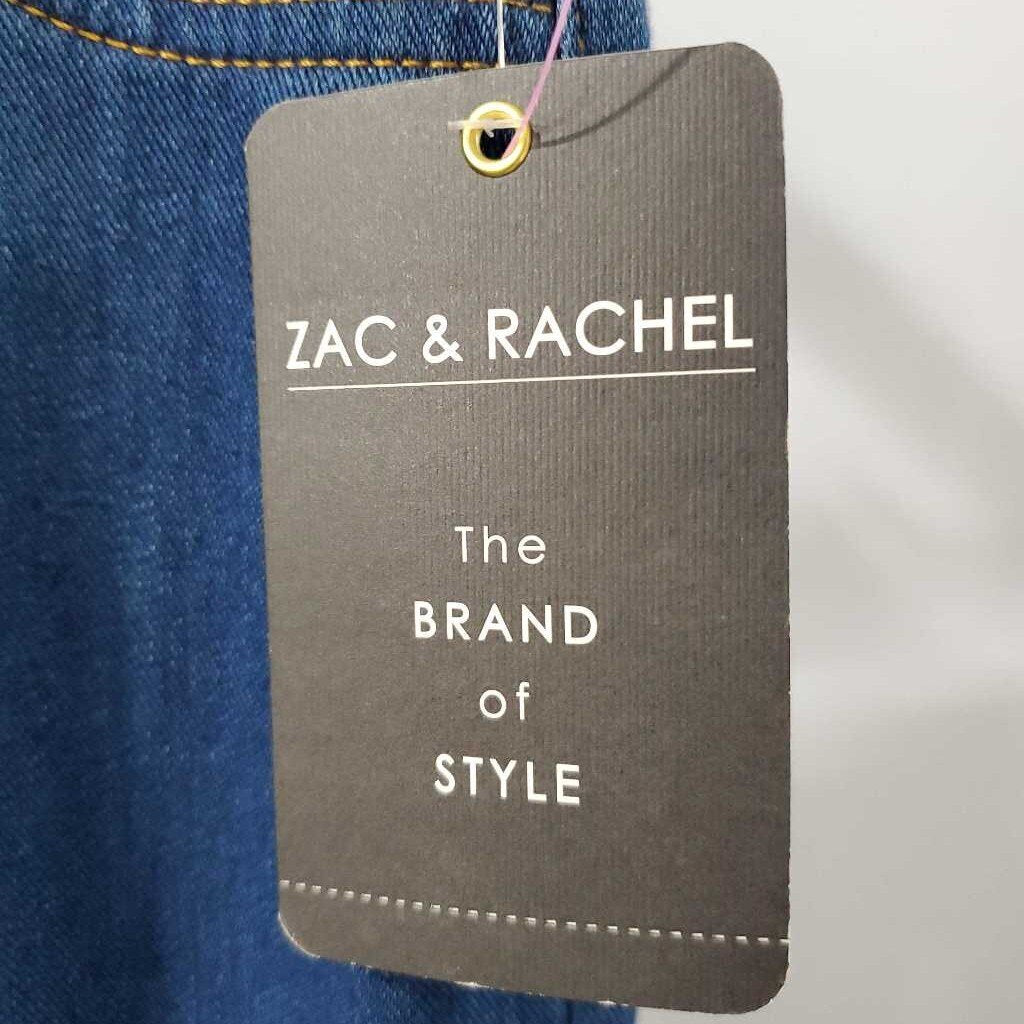 ZAC & RACHEL
The
BRAND
of
STYLE